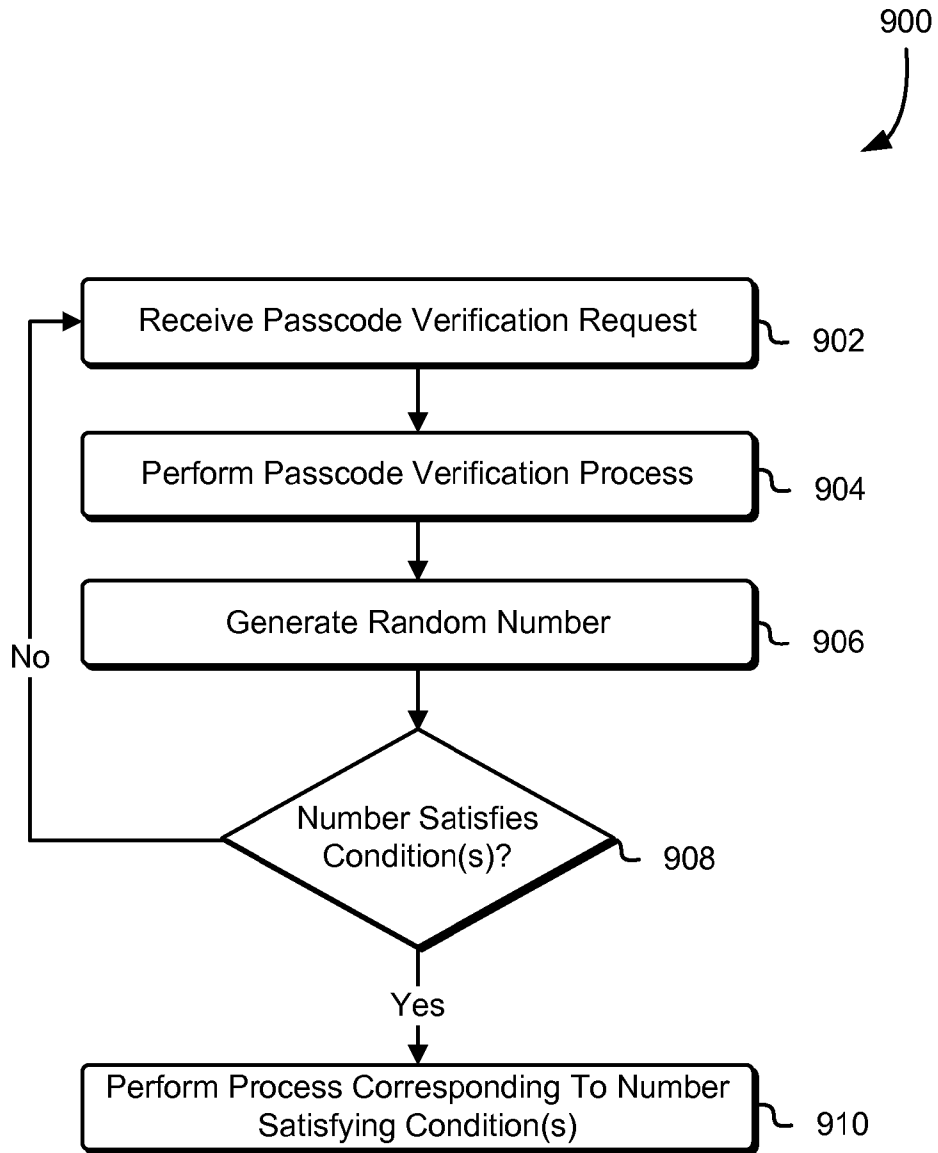 900
Receive Passcode Verification Request
902
Perform Passcode Verification Process
904
Generate Random Number
906
No
Number Satisfies
Condition(s)?
908
Yes
Perform Process Corresponding To Number
Satisfying Condition(s)
910